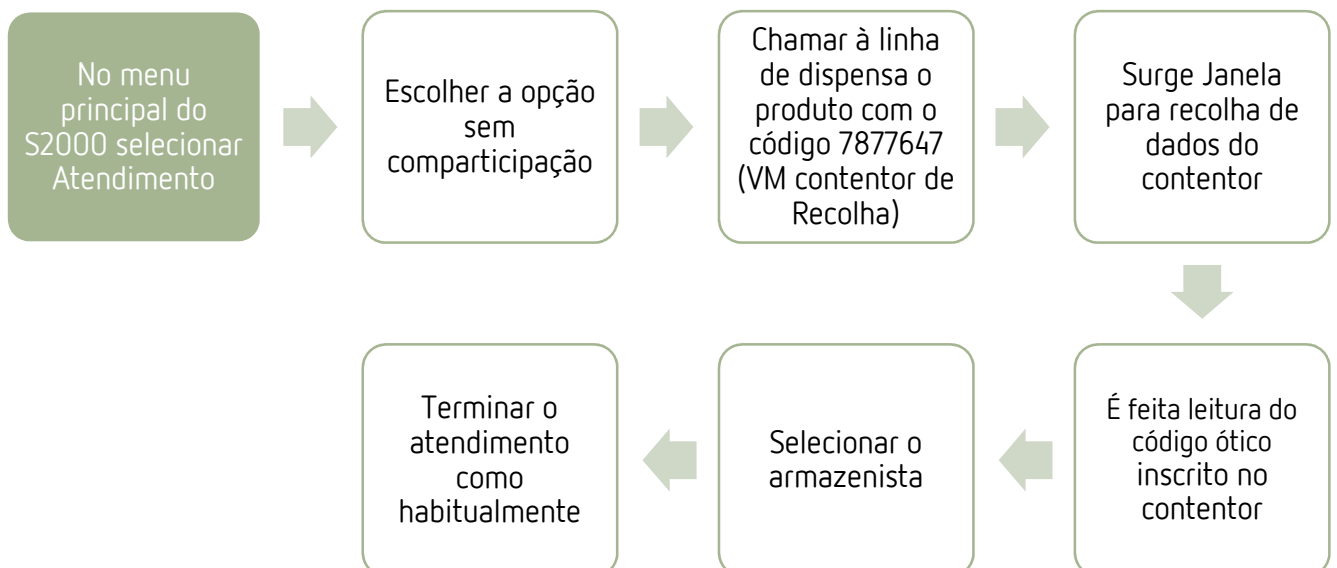 No menu
principal do
S2000 selecionar
Atendimento
Escolher a opção
sem
comparticipação
Chamar à linha
de dispensa o
produto com o
código 7877647
(VM contentor de
Recolha)
Surge Janela
para recolha de
dados do
contentor
É feita leitura do
código ótico
inscrito no
contentor
Selecionar o
armazenista
Terminar o
atendimento
como
habitualmente